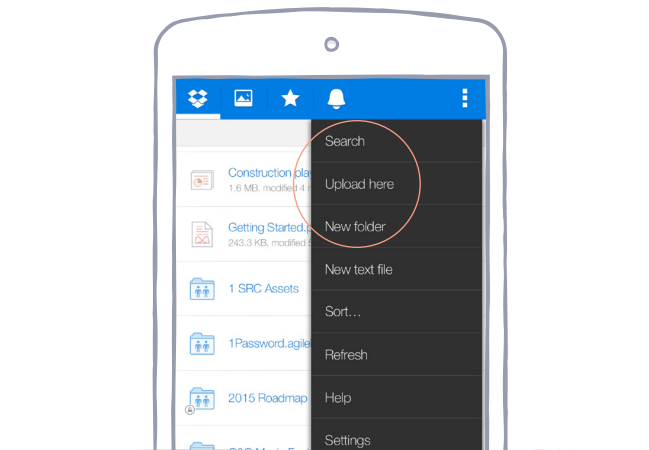 Search
Construction pla
1.6 MB, modified 4
Upload here
Getting Started.
243.3 KB, modified
New folder
New text file
1 SRC Assets
Sort...
1Password.agile
Refresh
2015 Roadmap
Help
Settings